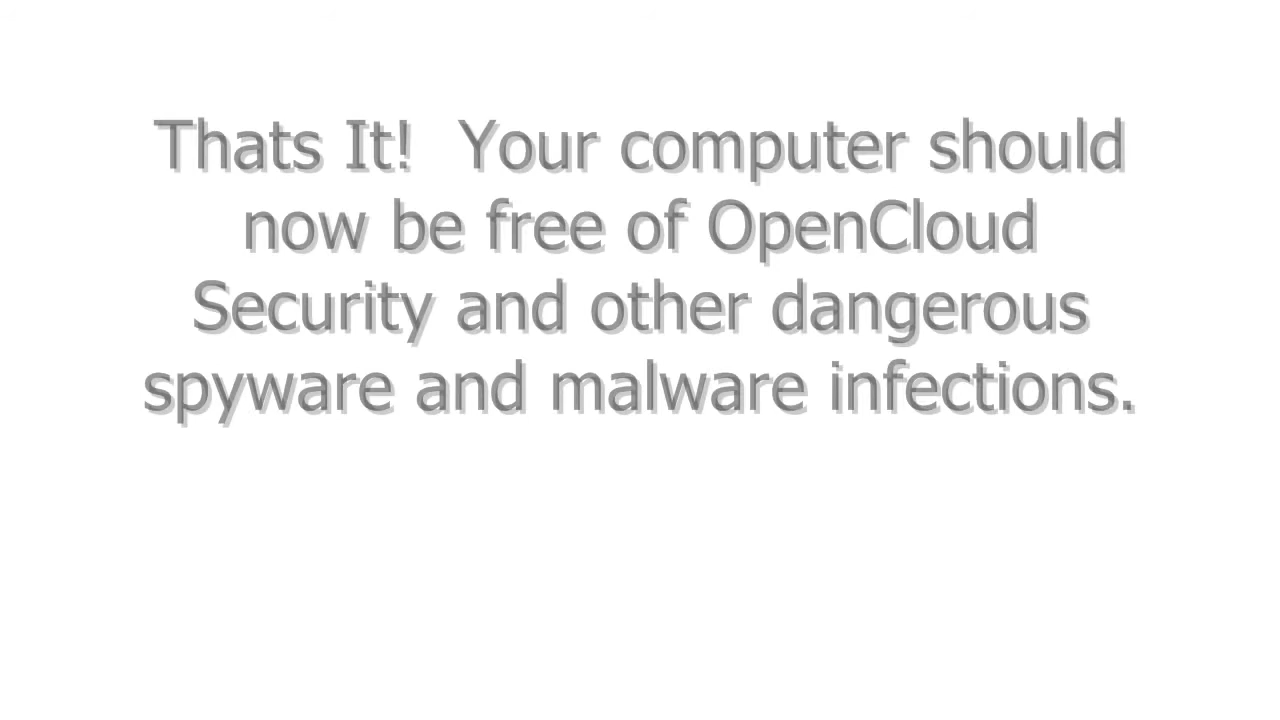 Thats It!  Your computer should
now be free of OpenCloud
Security and other dangerous
spyware and malware infections.